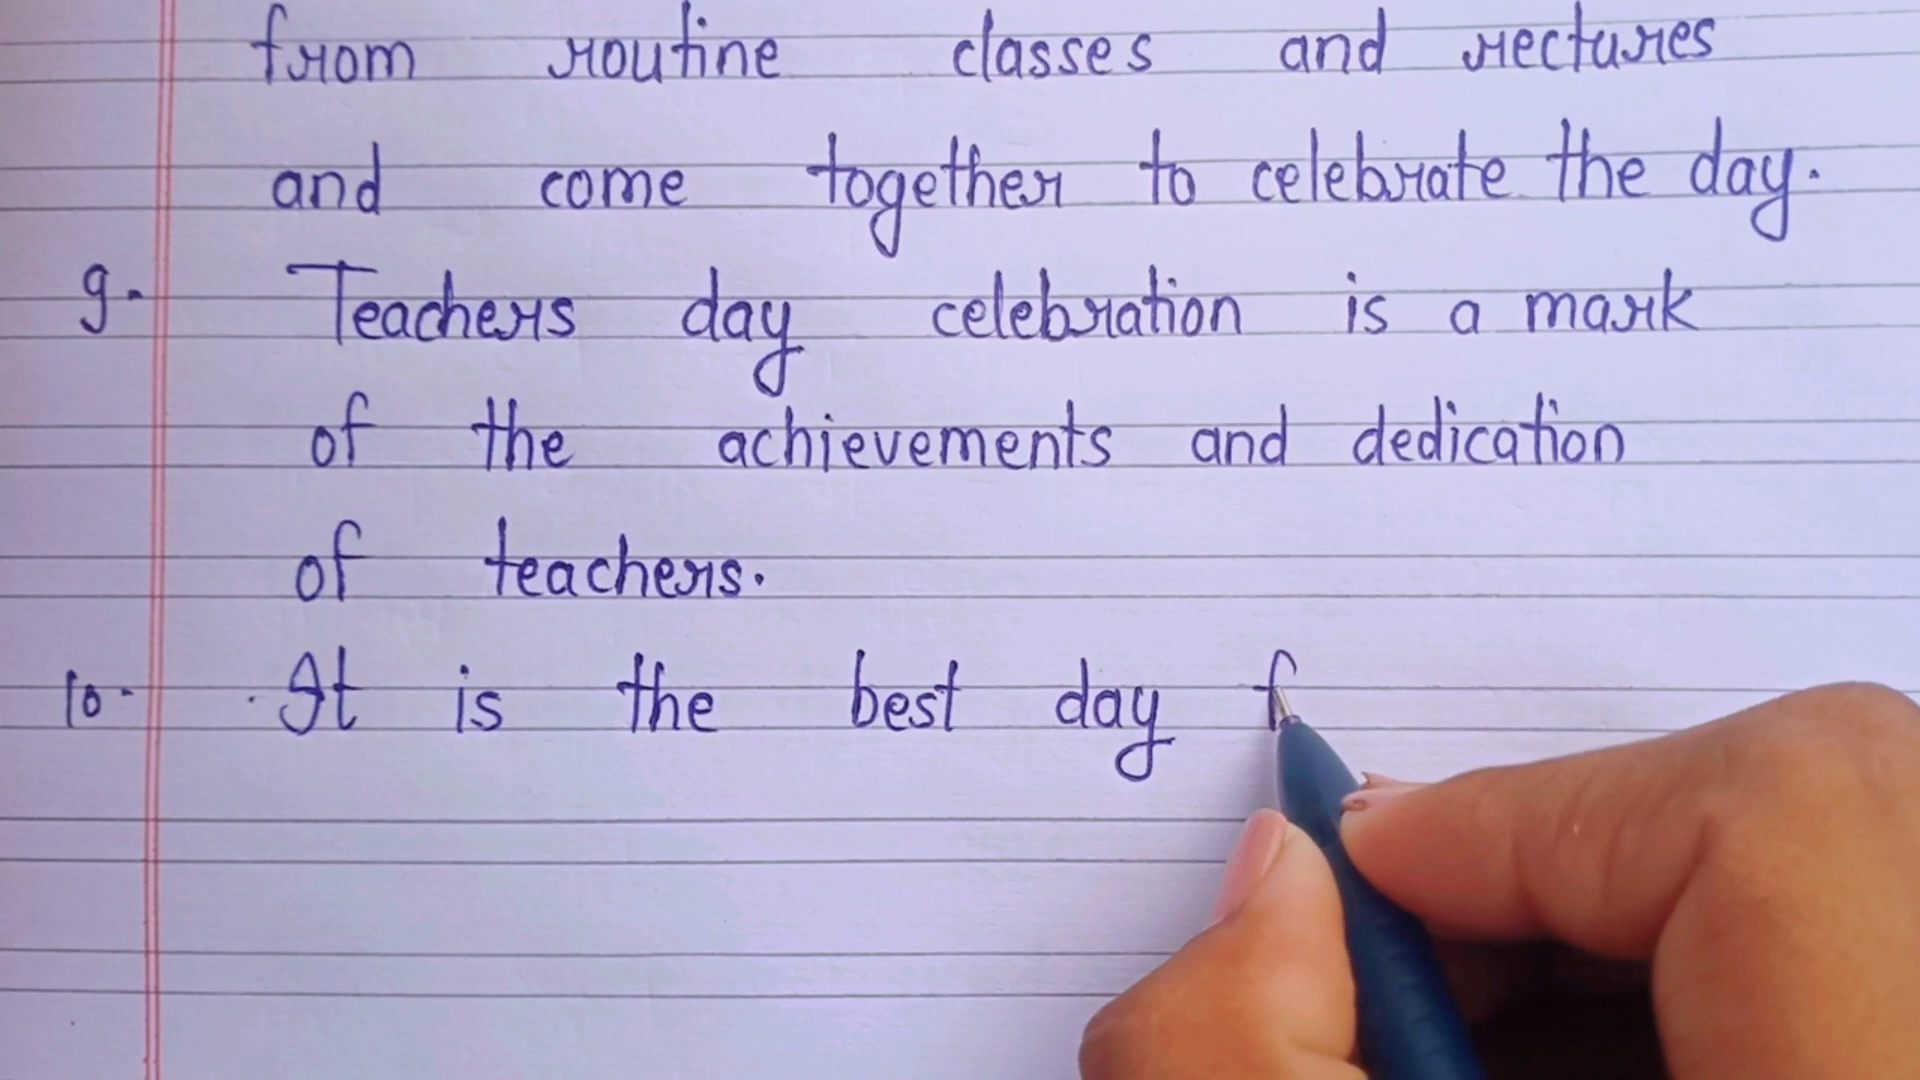 from routine classes and rectures
and come together to celebrate the day.
9. Teachers day celebration is a mark
of the achievements and dedication
of teachers.
10. It is the best day f